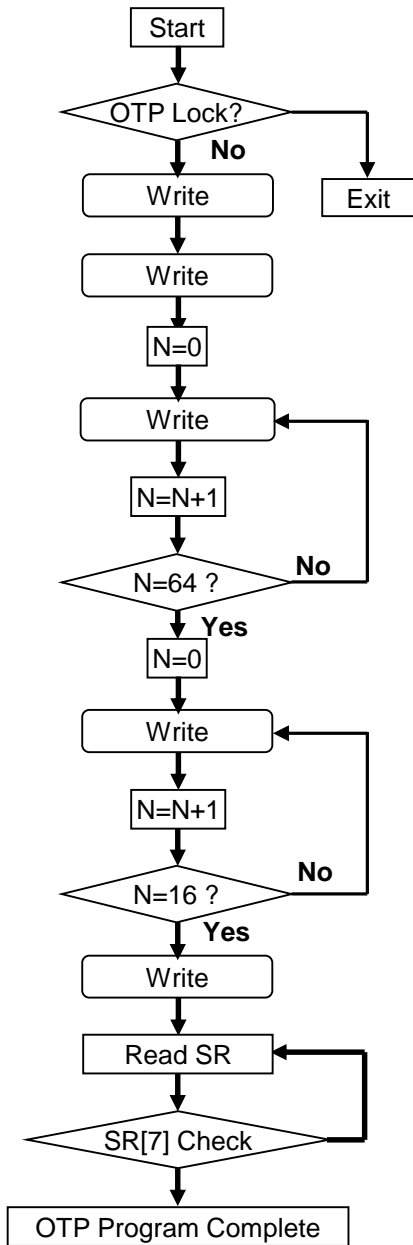 Start
OTP Lock?
No
Write
Exit
Write
N=0
Write
N=N+1
N=64 ?
No
Yes
N=0
Write
N=N+1
No
N=16 ?
Yes
Write
Read SR
SR[7] Check
OTP Program Complete